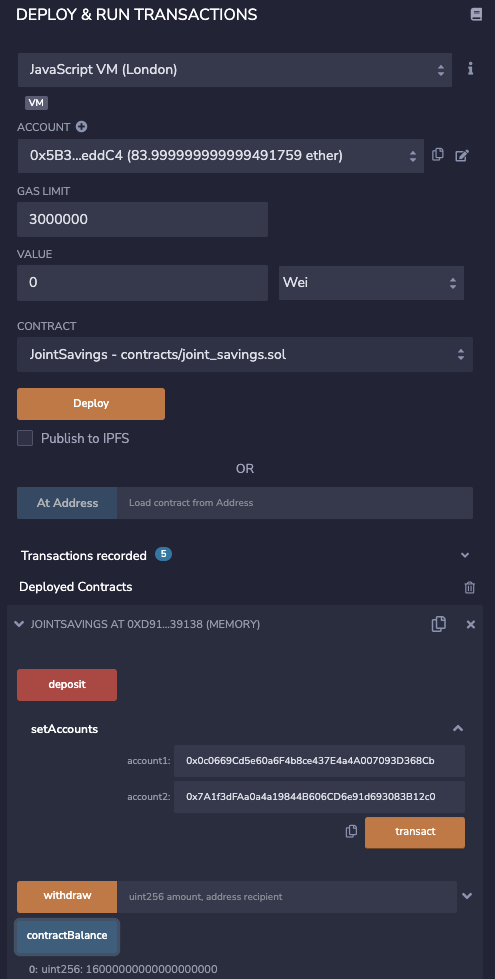 DEPLOY & RUN TRANSACTIONS
JavaScript VM (London)
VM
ACCOUNT
0x5B3...eddC4 (83.999999999999491759 ether)
GAS LIMIT
3000000
VALUE
0 Wei
CONTRACT
JointSavings - contracts/joint_savings.sol
Deploy
Publish to IPFS
OR
At Address Load contract from Address
Transactions recorded 5
Deployed Contracts
JOINTSAVINGS AT 0XD91...39138 (MEMORY)
deposit
setAccounts
account1: 0x0c0669Cd5e60a6F4b8ce437E4a4A007093D368Cb
account2: 0x7A1f3dFAa0a4a19844B606CD6e91d693083B12c0
transact
withdraw uint256 amount, address recipient
contractBalance
0: uint256: 16000000000000000000